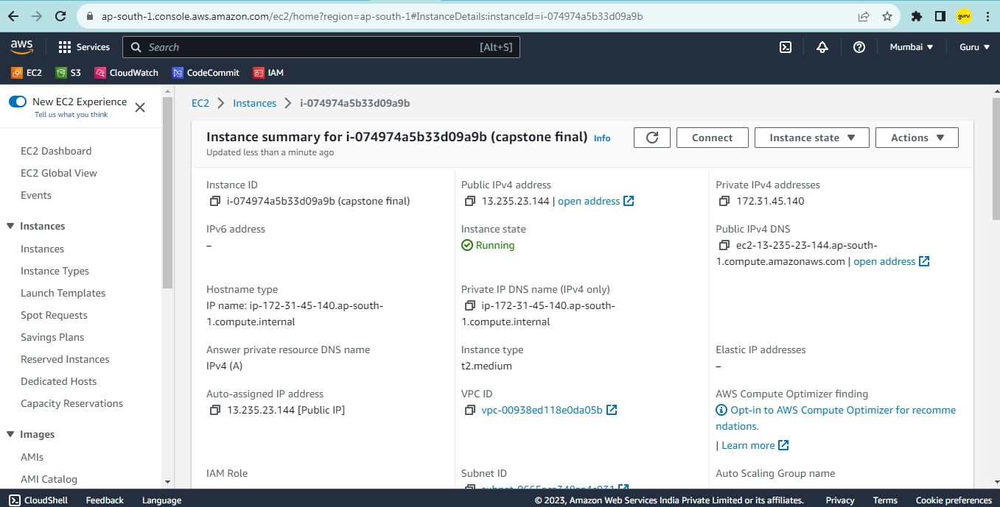 ap-south-1.console.aws.amazon.com/ec2/home?region=ap-south-1#InstanceDetails:instanceId=i-074974a5b33d09a9b
guru
aws
Services
Search
[Alt+S]
Mumbai
Guru
EC2
S3
CloudWatch
CodeCommit
IAM
New EC2 Experience
Tell us what you think
EC2 Dashboard
EC2 Global View
Events
Instances
Instances
Instance Types
Launch Templates
Spot Requests
Savings Plans
Reserved Instances
Dedicated Hosts
Capacity Reservations
Images
AMIs
AMI Catalog
EC2 > Instances > i-074974a5b33d09a9b
Instance summary for i-074974a5b33d09a9b (capstone final) Info
Updated less than a minute ago
Connect
Instance state
Actions
Instance ID
i-074974a5b33d09a9b (capstone final)
Public IPv4 address
13.235.23.144 | open address
Private IPv4 addresses
172.31.45.140
IPv6 address
–
Instance state
Running
Public IPv4 DNS
ec2-13-235-23-144.ap-south-
1.compute.amazonaws.com | open address
Hostname type
IP name: ip-172-31-45-140.ap-south-
1.compute.internal
Private IP DNS name (IPv4 only)
ip-172-31-45-140.ap-south-
1.compute.internal
Answer private resource DNS name
IPv4 (A)
Instance type
t2.medium
Elastic IP addresses
–
Auto-assigned IP address
13.235.23.144 [Public IP]
VPC ID
vpc-00938ed118e0da05b
AWS Compute Optimizer finding
Opt-in to AWS Compute Optimizer for recomme
ndations.
| Learn more
IAM Role
Subnet ID
Auto Scaling Group name
CloudShell
Feedback
Language
© 2023, Amazon Web Services India Private Limited or its affiliates.
Privacy
Terms
Cookie preferences